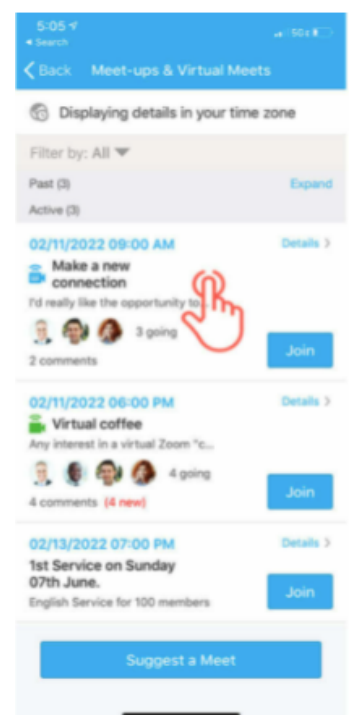 5:05
5G
◂ Search
Back Meet-ups & Virtual Meets
Displaying details in your time zone
Filter by: All
Past (3) Expand
Active (3)
02/11/2022 09:00 AM Details >
Make a new
connection
I'd really like the opportunity to...
3 going
2 comments Join
02/11/2022 06:00 PM Details >
Virtual coffee
Any interest in a virtual Zoom "c...
4 going
4 comments (4 new) Join
02/13/2022 07:00 PM Details >
1st Service on Sunday
07th June.
English Service for 100 members Join
Suggest a Meet